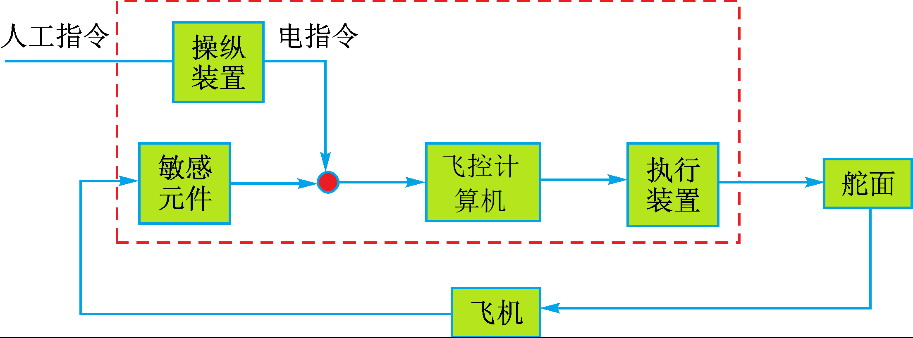 人工指令
操纵
装置
电指令
敏感
元件
飞控计
算机
执行
装置
舵面
飞机